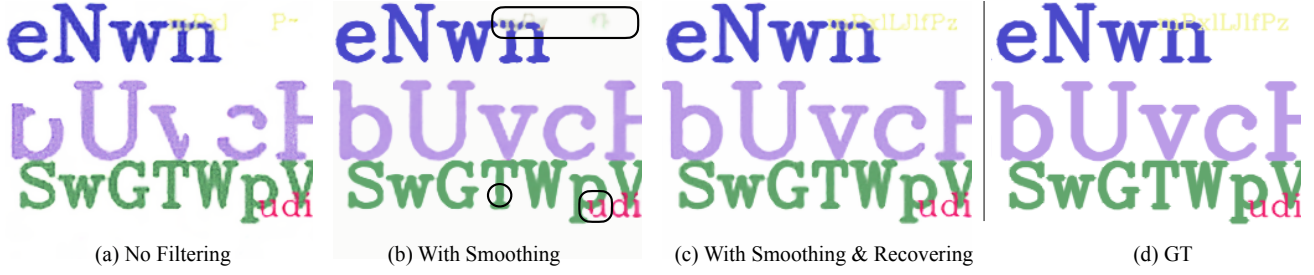 eNwn mPxl P~
bUvcH
SwGTWpV
udi
(a) No Filtering
eNwn
bUvcH
SwGTWpV
udi
(b) With Smoothing
eNwn mPxlLJlfPz
bUvcH
SwGTWpV
udi
(c) With Smoothing & Recovering
eNwn mPxlLJlfPz
bUvcH
SwGTWpV
udi
(d) GT